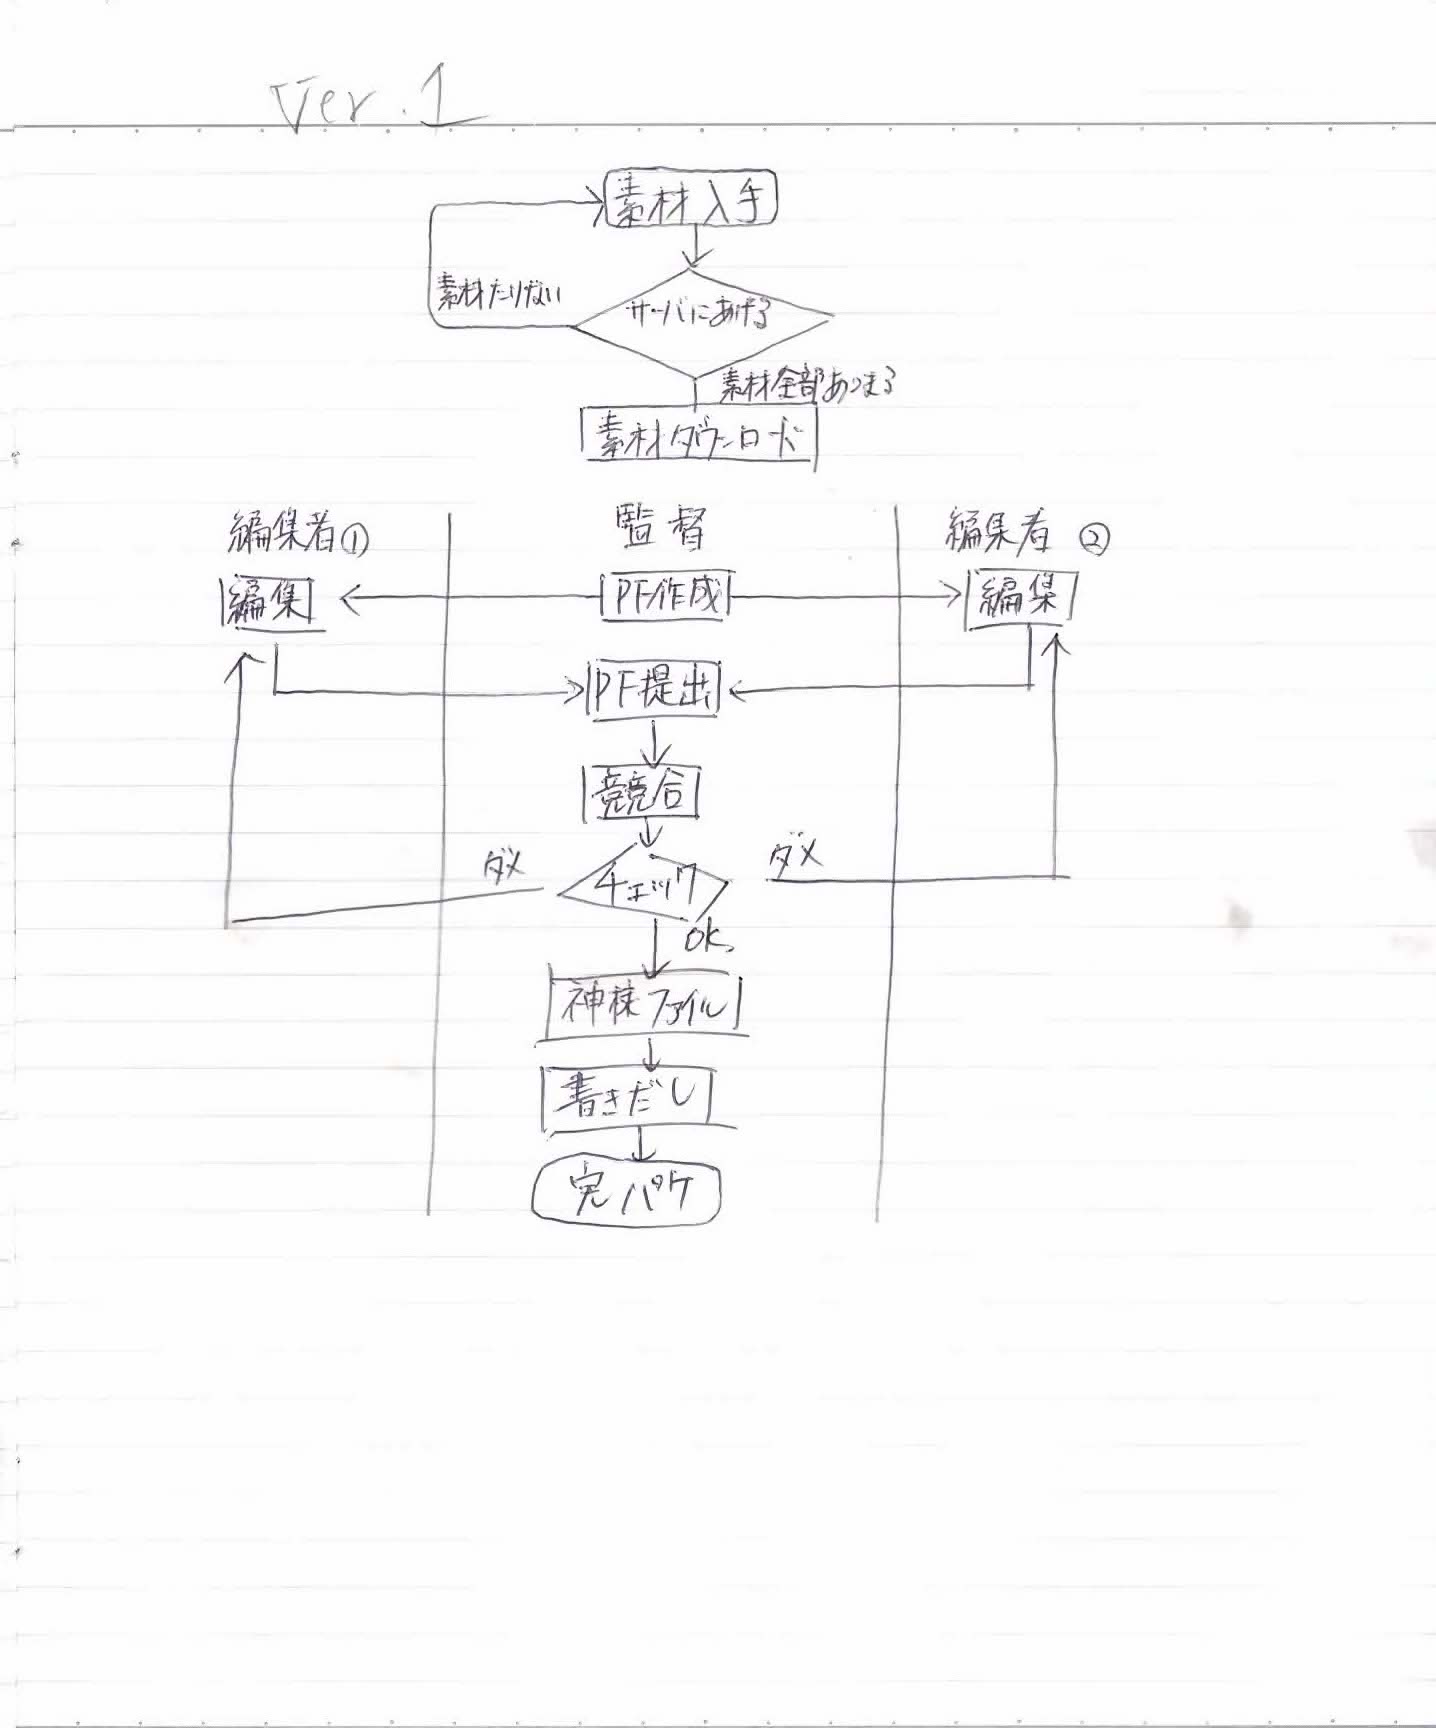 Ver.1
素材入手
素材たりない
サーバにあげる
素材全部あつまる
素材ダウンロード
編集者① 監督 編集者②
編集 PF作成 編集
PF提出
競合
ダメ チェック ダメ
OK
神様ファイル
書きだし
完パケ